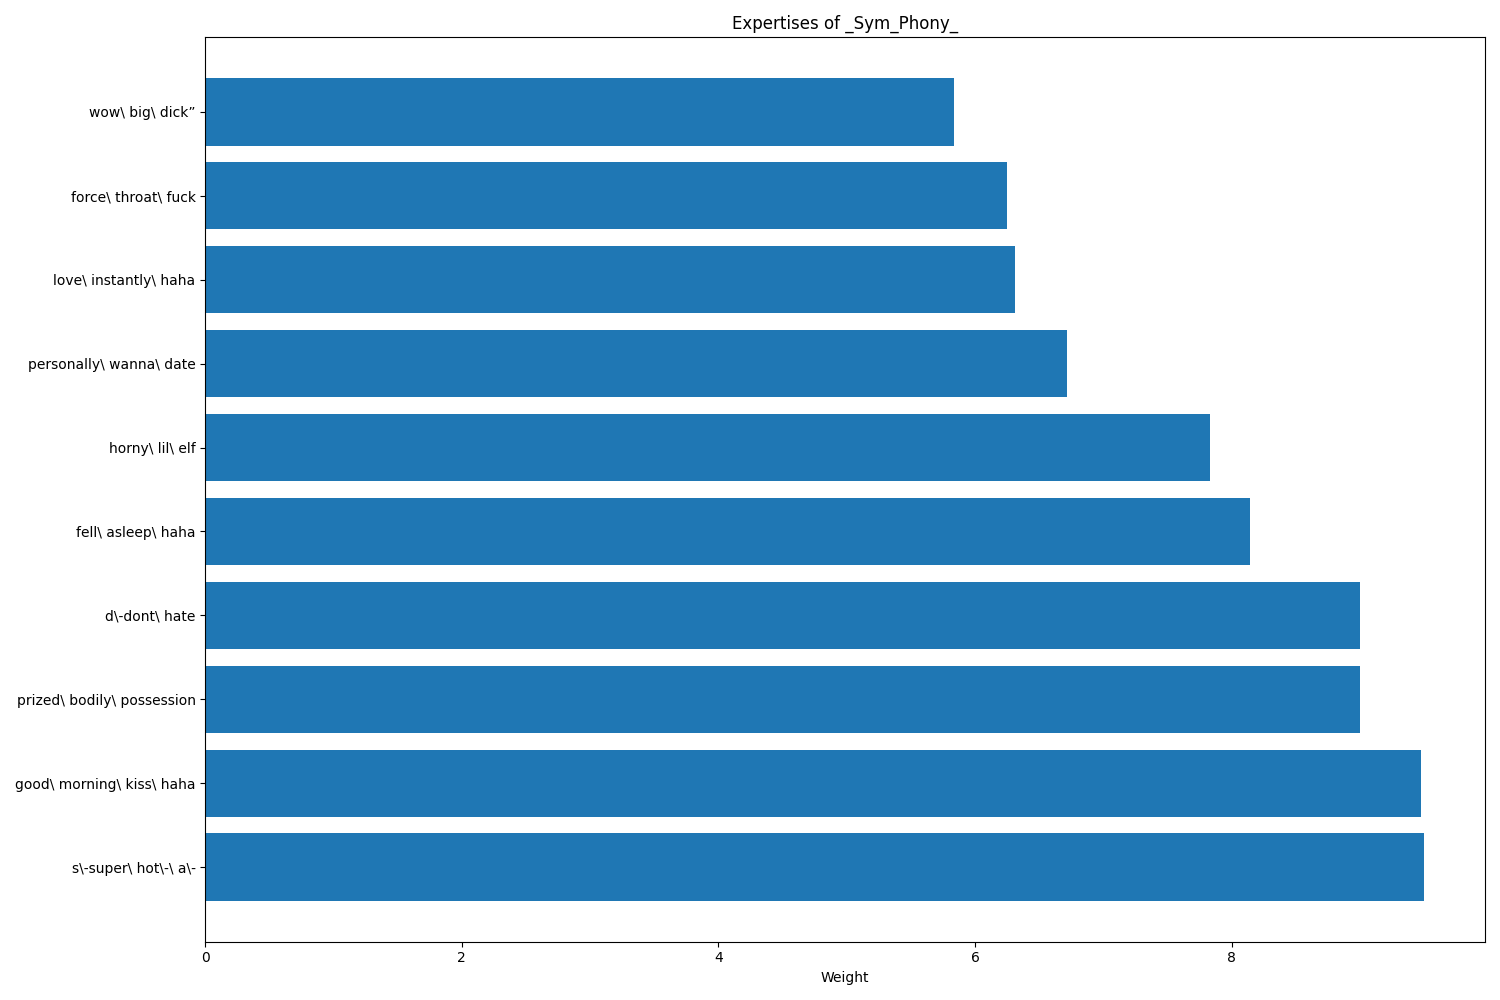 Expertises of _Sym_Phony_
wow\ big\ dick”
force\ throat\ fuck
love\ instantly\ haha
personally\ wanna\ date
horny\ lil\ elf
fell\ asleep\ haha
d\-dont\ hate
prized\ bodily\ possession
good\ morning\ kiss\ haha
s\-super\ hot\-\ a\-
0 2 4 6 8
Weight